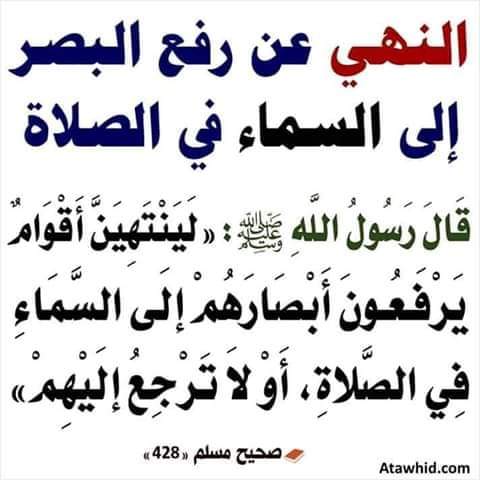 النهي عن رفع البصر
إلى السماء في الصلاة
قَالَ رَسُولُ اللَّهِ ﷺ : «لَيَنْتَهِيَنَّ أَقْوَامٌ
يَرْفَعُونَ أَبْصَارَهُمْ إِلَى السَّمَاءِ
فِي الصَّلَاةِ، أَوْ لَا تَرْجِعُ إِلَيْهِمْ»
صحيح مسلم «428»
Atawhid.com